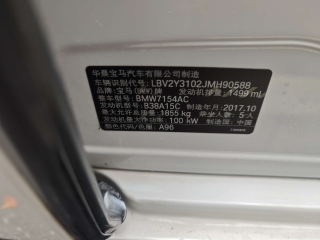 华晨宝马汽车有限公司制造
车辆识别代号: LBV2Y3102JMH90588
品牌: 宝马(BMW)牌 发动机排量: 1499 mL
整车型号: BMW7154AC
发动机型号: B38A15C 制造年月: 2017.10
最大允许总质量: 1855 kg 乘坐人数: 5人
发动机最大净功率: 100 kW 制造国: 中国
颜色代码: A96